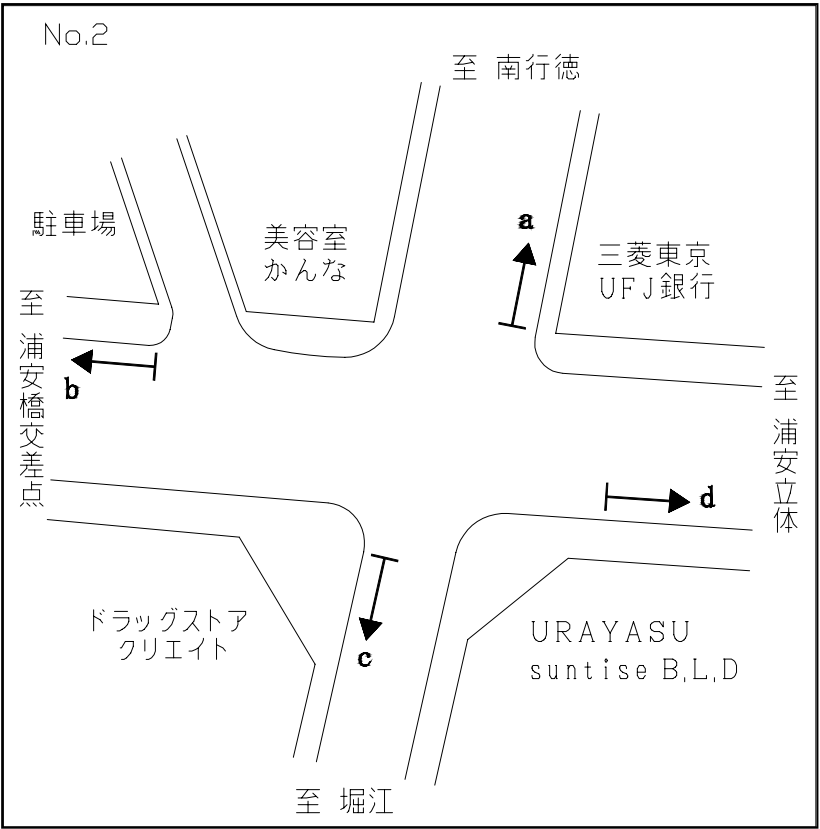 No.2
至 南行徳
駐車場
美容室
かんな
a
三菱東京
UFJ銀行
至 浦安橋交差点
b
至 浦安立体
d
ドラッグストア
クリエイト
c
URAYASU
suntise B,L,D
至 堀江